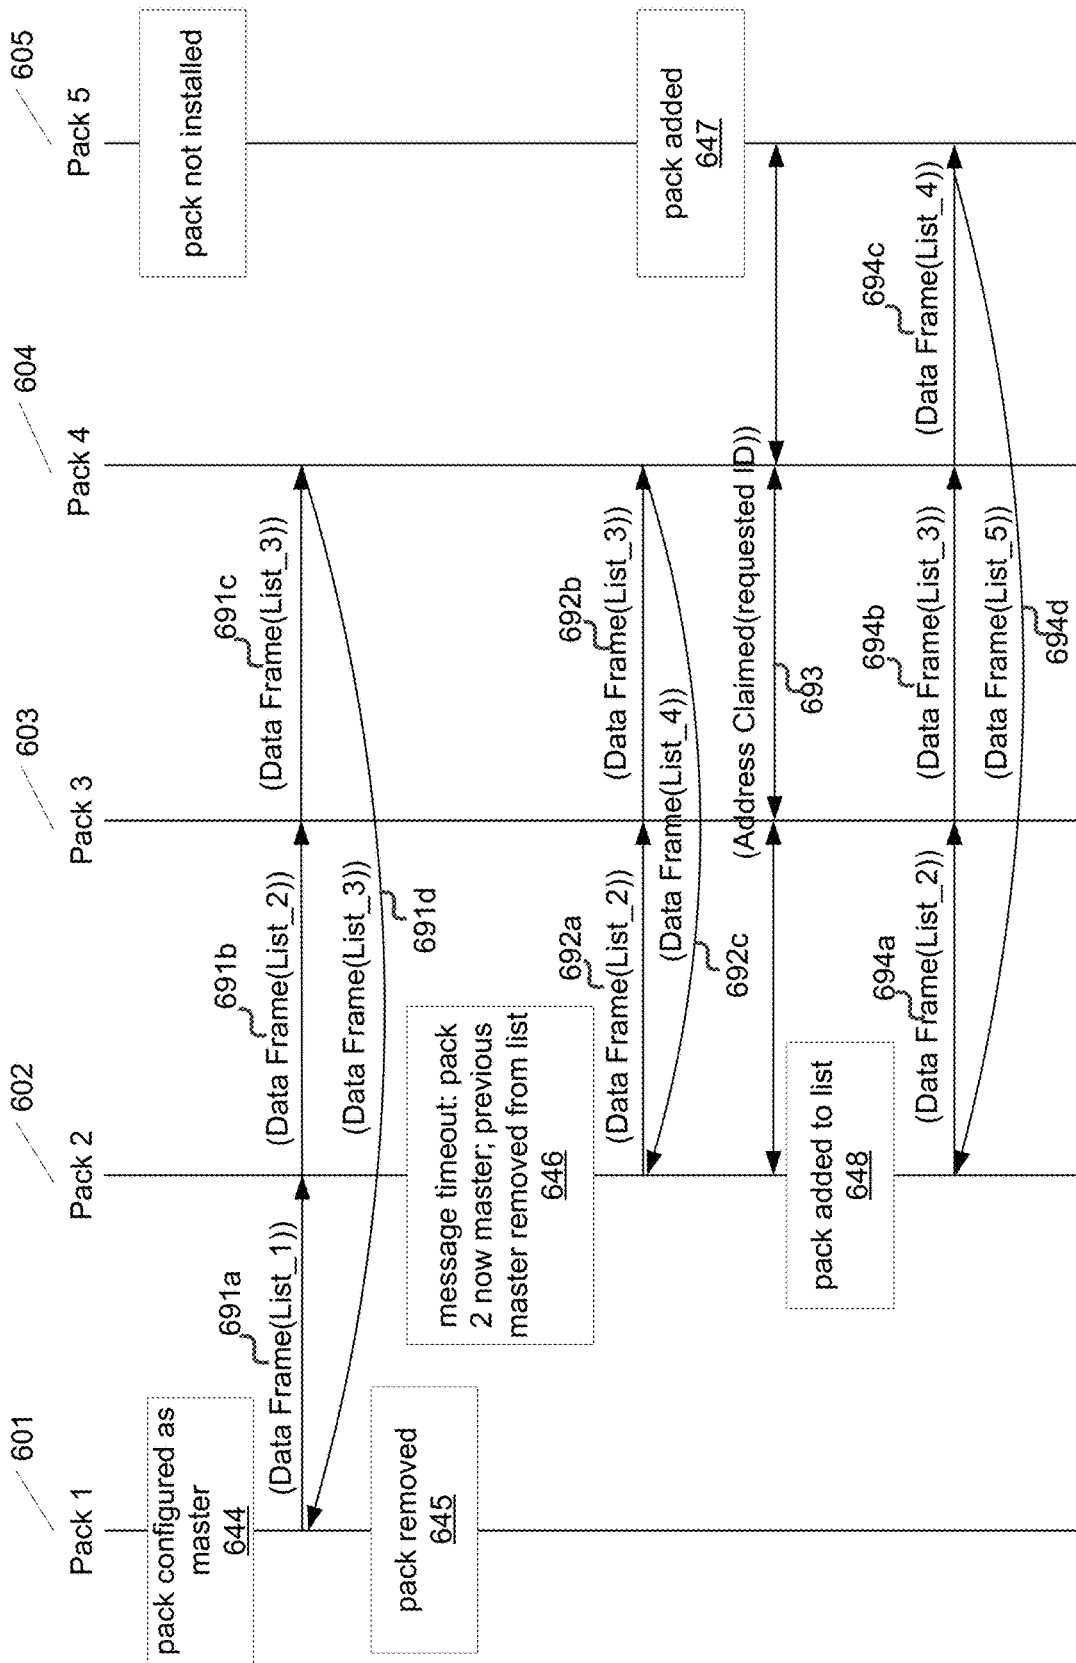 601
602
603
604
605
Pack 1
Pack 2
Pack 3
Pack 4
Pack 5
pack configured as
master
644
pack not installed
691a
(Data Frame(List_1))
691b
(Data Frame(List_2))
691c
(Data Frame(List_3))
(Data Frame(List_3))
691d
pack removed
645
message timeout: pack
2 now master; previous
master removed from list
646
692a
(Data Frame(List_2))
692b
(Data Frame(List_3))
(Data Frame(List_4))
692c
pack added
647
(Address Claimed(requested ID))
693
pack added to list
648
694a
(Data Frame(List_2))
694b
(Data Frame(List_3))
694c
(Data Frame(List_4))
(Data Frame(List_5))
694d